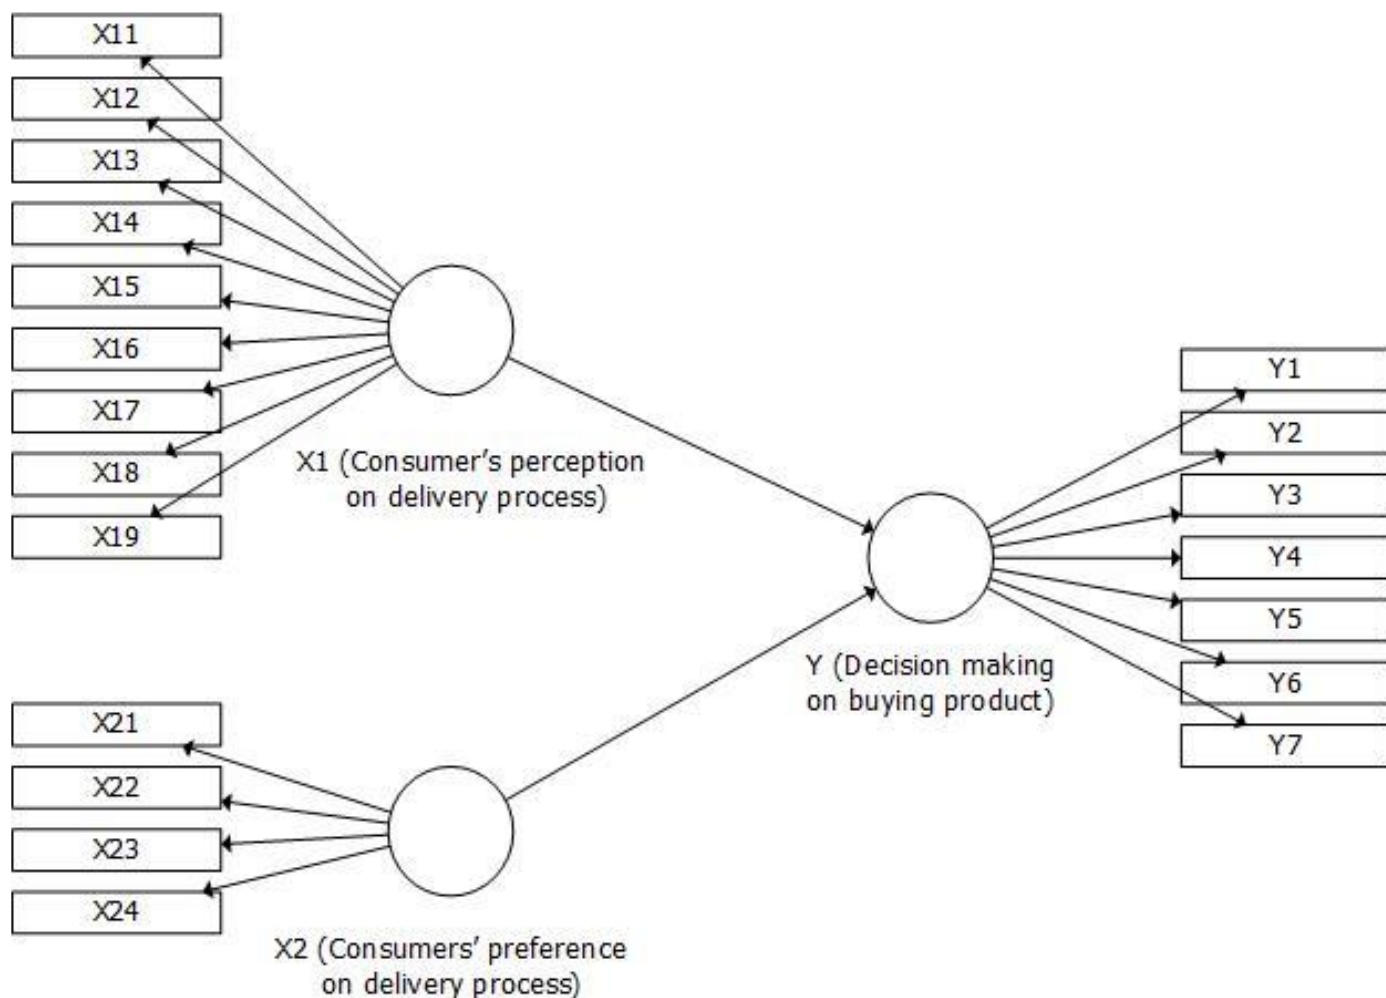 X11
X12
X13
X14
X15
X16
X17
X18
X19
X1 (Consumer’s perception
on delivery process)
Y1
Y2
Y3
Y4
Y5
Y6
Y7
Y (Decision making
on buying product)
X21
X22
X23
X24
X2 (Consumers’ preference
on delivery process)